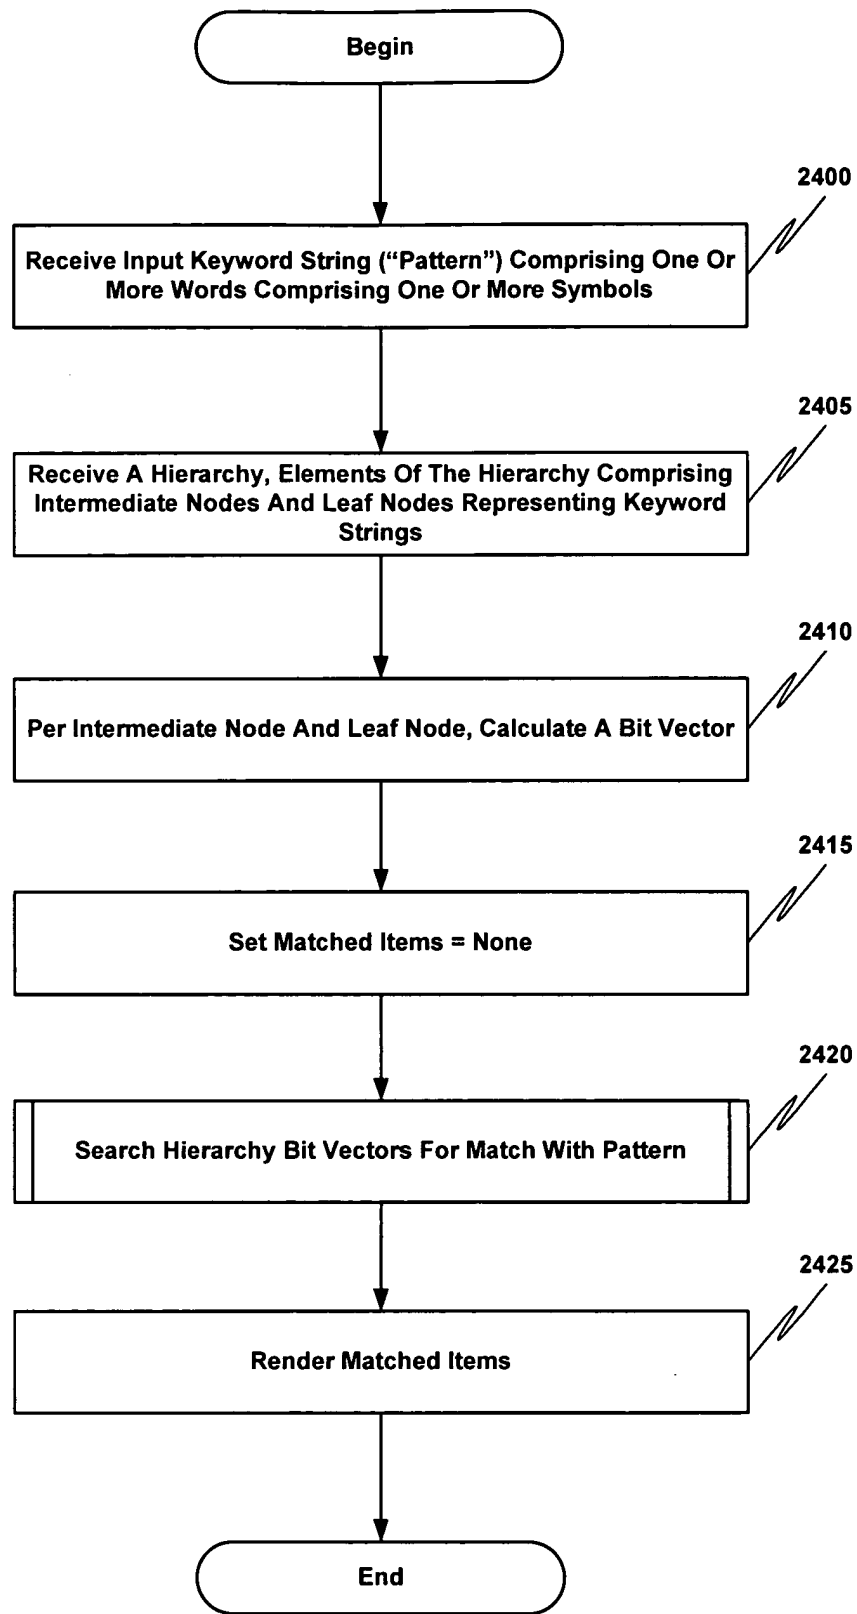 Begin
2400
Receive Input Keyword String (“Pattern”) Comprising One Or
More Words Comprising One Or More Symbols
2405
Receive A Hierarchy, Elements Of The Hierarchy Comprising
Intermediate Nodes And Leaf Nodes Representing Keyword
Strings
2410
Per Intermediate Node And Leaf Node, Calculate A Bit Vector
2415
Set Matched Items = None
2420
Search Hierarchy Bit Vectors For Match With Pattern
2425
Render Matched Items
End